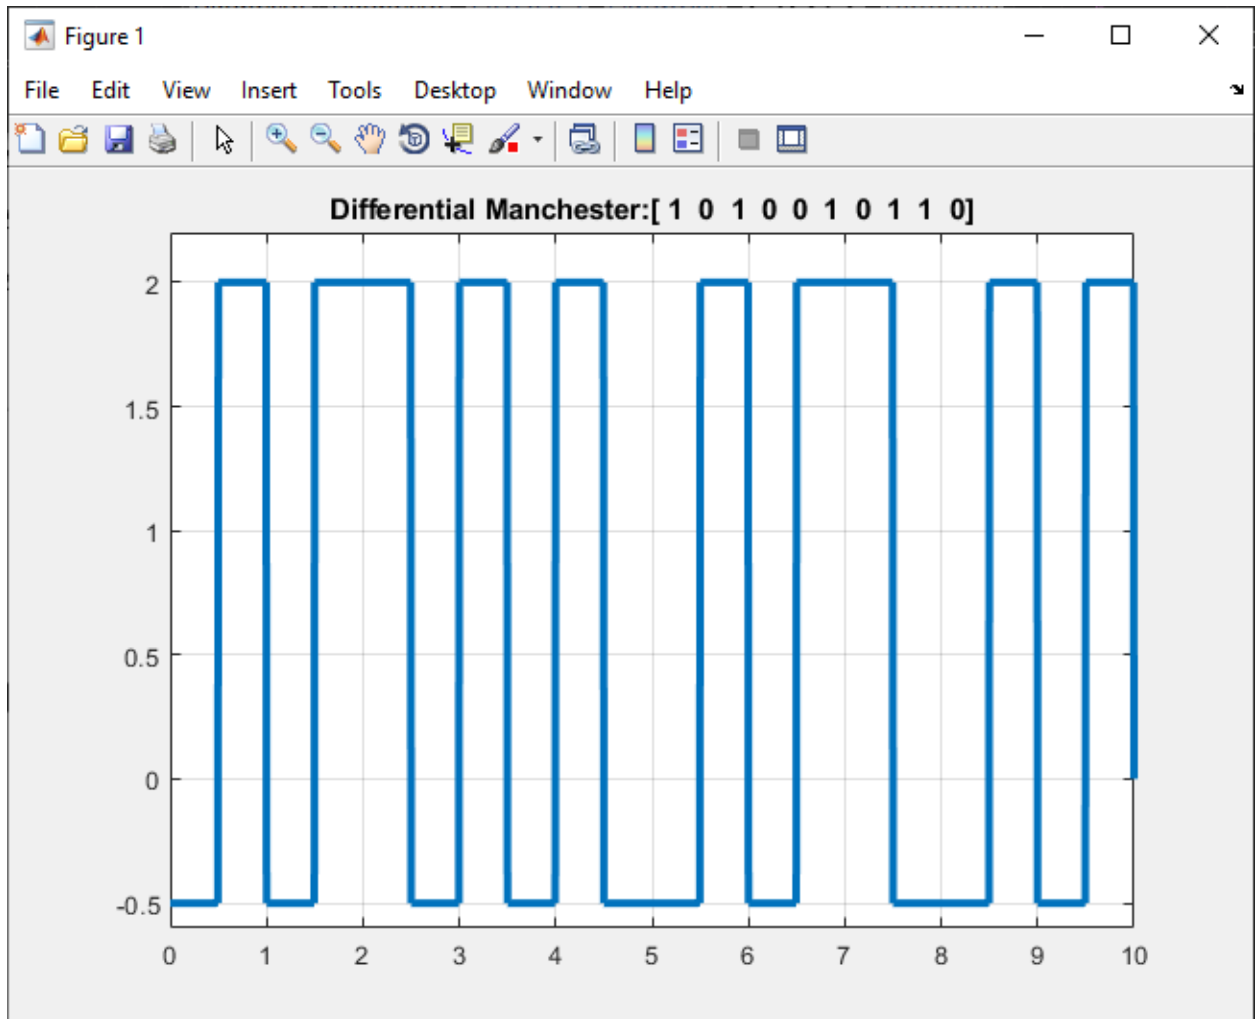 Figure 1
File Edit View Insert Tools Desktop Window Help
Differential Manchester:[ 1 0 1 0 0 1 0 1 1 0]
2
1.5
1
0.5
0
-0.5
0 1 2 3 4 5 6 7 8 9 10